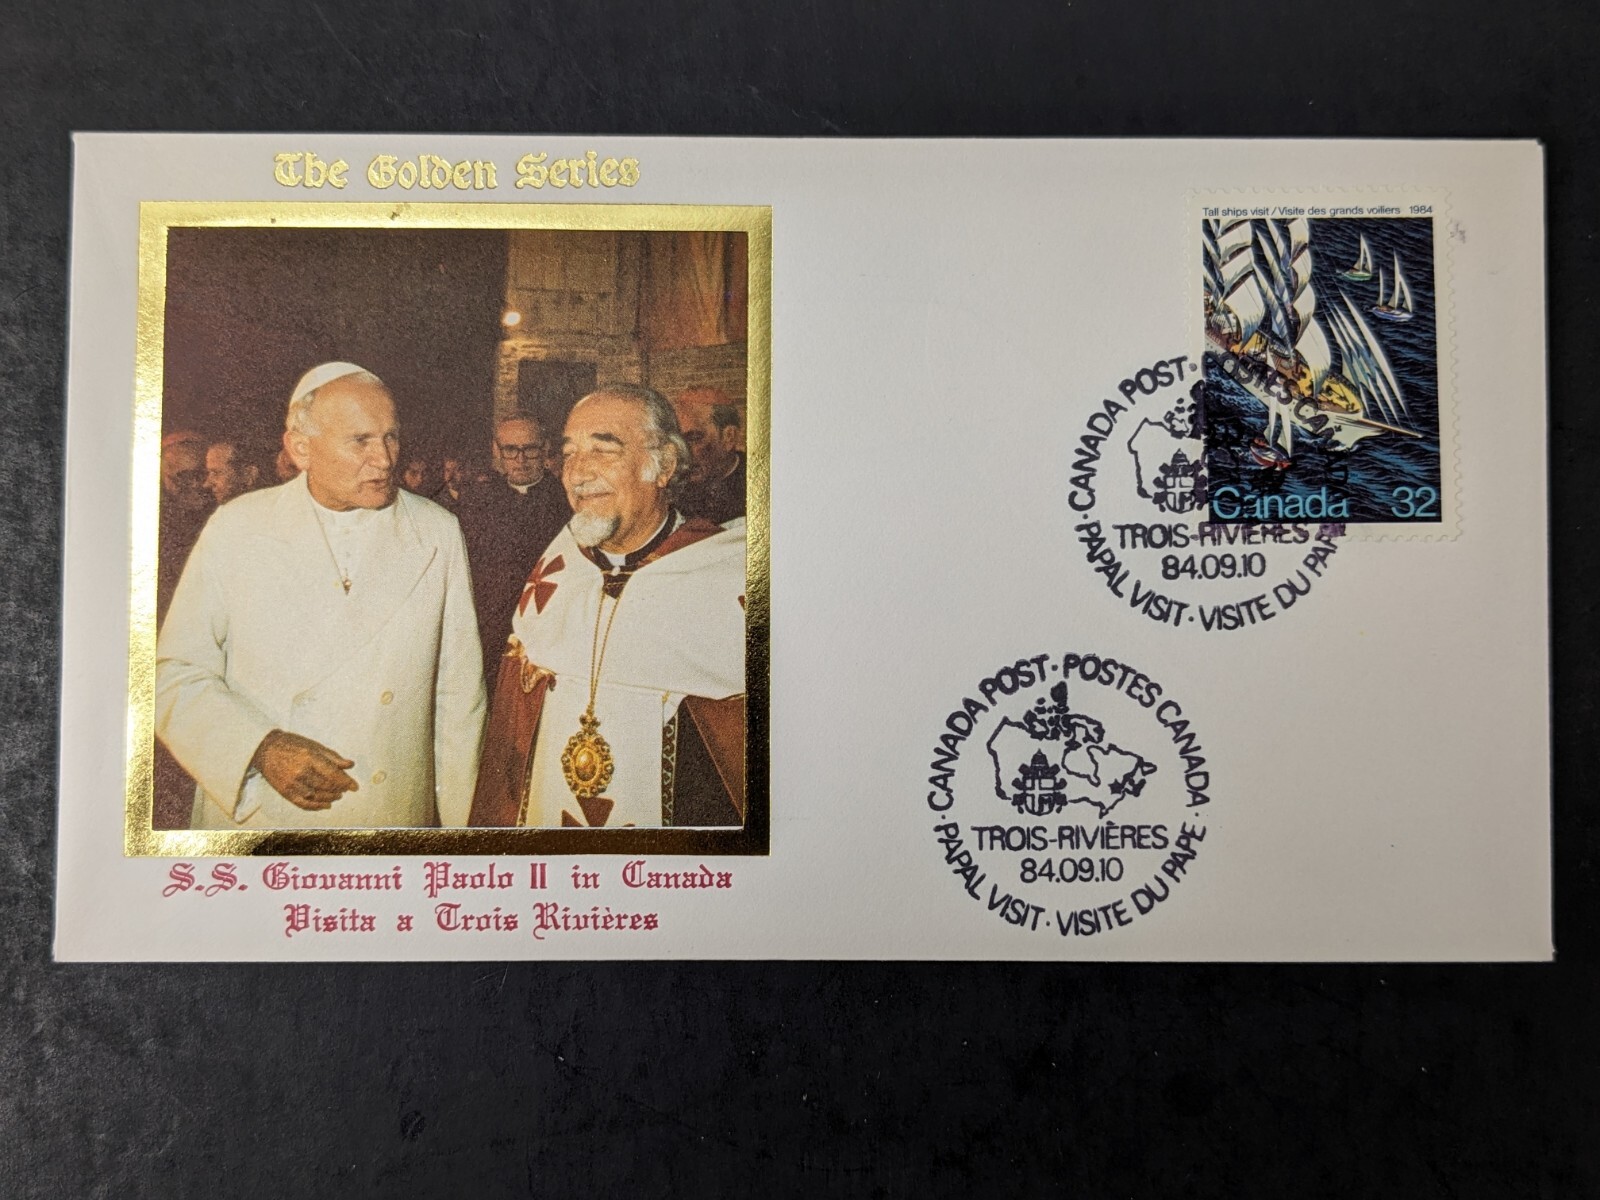 The Golden Series
S.S. Giovanni Paolo II in Canada
Visita a Trois Rivières
Tall ships visit / Visite des grands voiliers 1984
Canada 32
CANADA POST · POSTES CANADA
TROIS-RIVIÈRES
84.09.10
PAPAL VISIT · VISITE DU PAPE
· CANADA POST · POSTES CANADA ·
TROIS-RIVIÈRES
84.09.10
PAPAL VISIT · VISITE DU PAPE